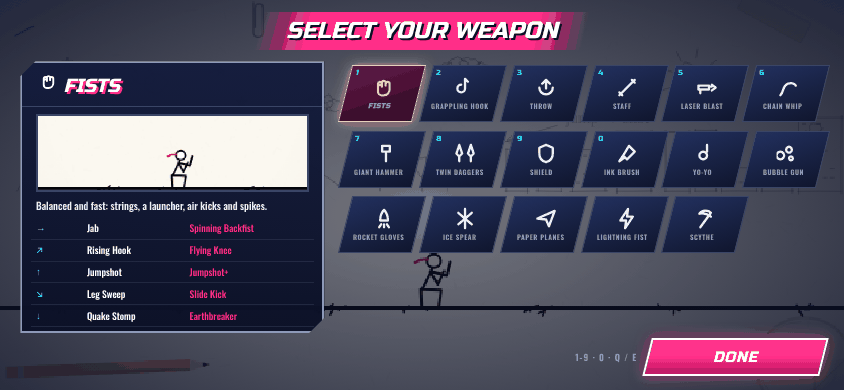 SELECT YOUR WEAPON
FISTS
Balanced and fast: strings, a launcher, air kicks and spikes.
→ Jab Spinning Backfist
↗ Rising Hook Flying Knee
↑ Jumpshot Jumpshot+
↘ Leg Sweep Slide Kick
↓ Quake Stomp Earthbreaker
1 2 3 4 5 6
FISTS GRAPPLING HOOK THROW STAFF LASER BLAST CHAIN WHIP
7 8 9 0
GIANT HAMMER TWIN DAGGERS SHIELD INK BRUSH YO-YO BUBBLE GUN
ROCKET GLOVES ICE SPEAR PAPER PLANES LIGHTNING FIST SCYTHE
1-9 · 0 · Q / E DONE